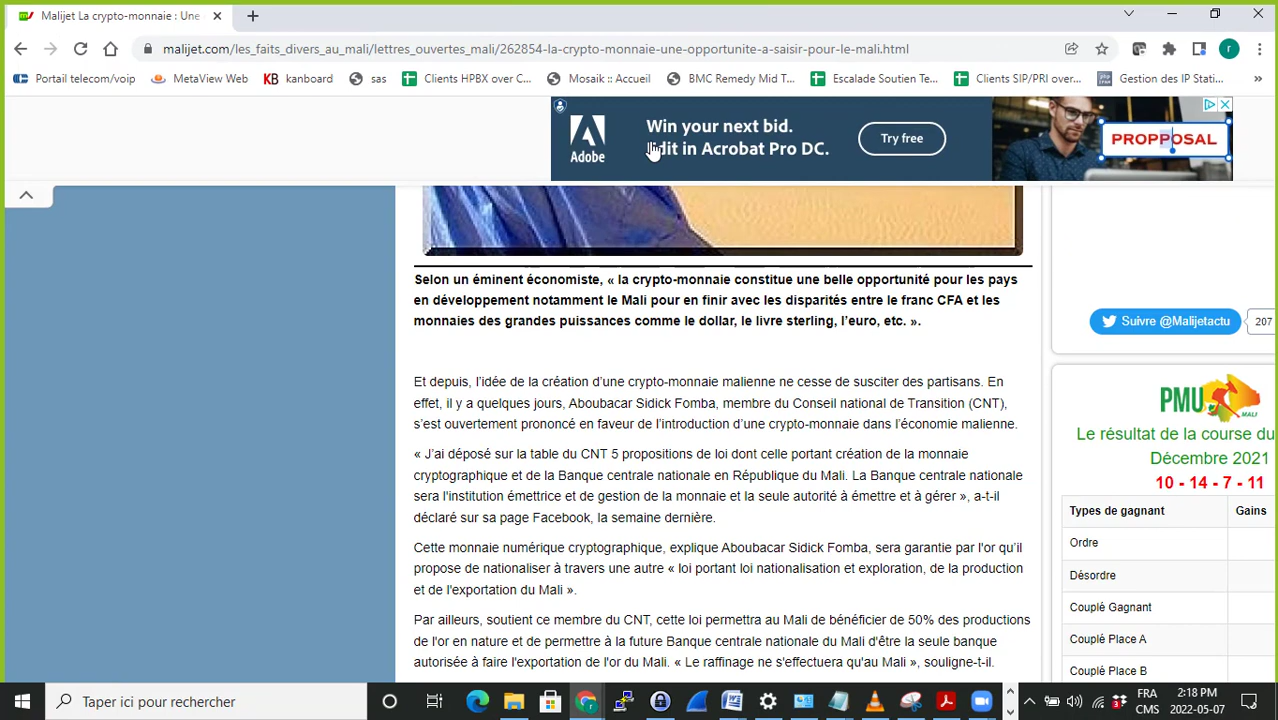 Malijet La crypto-monnaie : Une
malijet.com/les_faits_divers_au_mali/lettres_ouvertes_mali/262854-la-crypto-monnaie-une-opportunite-a-saisir-pour-le-mali.html
Portail telecom/voip
MetaView Web
KB kanboard
sas
Clients HPBX over C...
Mosaik :: Accueil
BMC Remedy Mid T...
Escalade Soutien Te...
Clients SIP/PRI over...
Gestion des IP Stati...
»
Adobe
Win your next bid.
Edit in Acrobat Pro DC.
Try free
PROPPOSAL
Selon un éminent économiste, « la crypto-monnaie constitue une belle opportunité pour les pays
en développement notamment le Mali pour en finir avec les disparités entre le franc CFA et les
monnaies des grandes puissances comme le dollar, le livre sterling, l’euro, etc. ».
Et depuis, l’idée de la création d’une crypto-monnaie malienne ne cesse de susciter des partisans. En
effet, il y a quelques jours, Aboubacar Sidick Fomba, membre du Conseil national de Transition (CNT),
s’est ouvertement prononcé en faveur de l’introduction d’une crypto-monnaie dans l’économie malienne.
« J’ai déposé sur la table du CNT 5 propositions de loi dont celle portant création de la monnaie
cryptographique et de la Banque centrale nationale en République du Mali. La Banque centrale nationale
sera l'institution émettrice et de gestion de la monnaie et la seule autorité à émettre et à gérer », a-t-il
déclaré sur sa page Facebook, la semaine dernière.
Cette monnaie numérique cryptographique, explique Aboubacar Sidick Fomba, sera garantie par l'or qu’il
propose de nationaliser à travers une autre « loi portant loi nationalisation et exploration, de la production
et de l'exportation du Mali ».
Par ailleurs, soutient ce membre du CNT, cette loi permettra au Mali de bénéficier de 50% des productions
de l'or en nature et de permettre à la future Banque centrale nationale du Mali d'être la seule banque
autorisée à faire l'exportation de l'or du Mali. « Le raffinage ne s'effectuera qu'au Mali », souligne-t-il.
Suivre @Malijetactu
207
PMU
MALI
Le résultat de la course du
Décembre 2021
10 - 14 - 7 - 11
Types de gagnant Gains
Ordre
Désordre
Couplé Gagnant
Couplé Place A
Couplé Place B
Taper ici pour rechercher
FRA
CMS
2:18 PM
2022-05-07